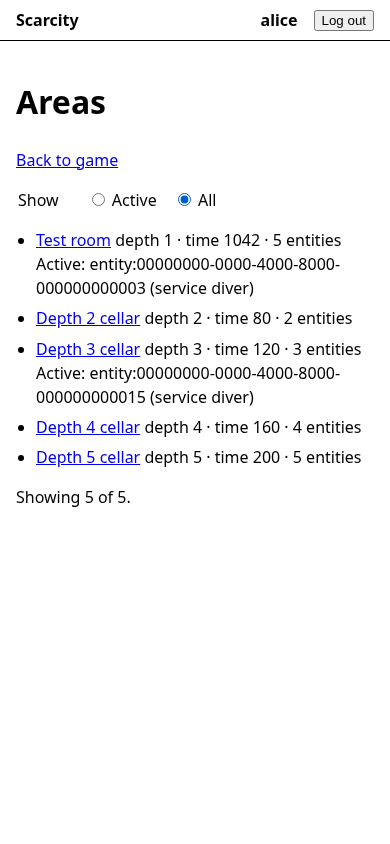 Scarcity alice Log out
Areas
Back to game
Show Active All
Test room depth 1 · time 1042 · 5 entities
Active: entity:00000000-0000-4000-8000-
000000000003 (service diver)
Depth 2 cellar depth 2 · time 80 · 2 entities
Depth 3 cellar depth 3 · time 120 · 3 entities
Active: entity:00000000-0000-4000-8000-
000000000015 (service diver)
Depth 4 cellar depth 4 · time 160 · 4 entities
Depth 5 cellar depth 5 · time 200 · 5 entities
Showing 5 of 5.